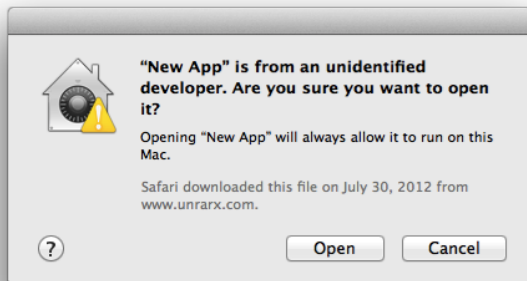 “New App” is from an unidentified
developer. Are you sure you want to open
it?
Opening “New App” will always allow it to run on this
Mac.
Safari downloaded this file on July 30, 2012 from
www.unrarx.com.
?
Open
Cancel